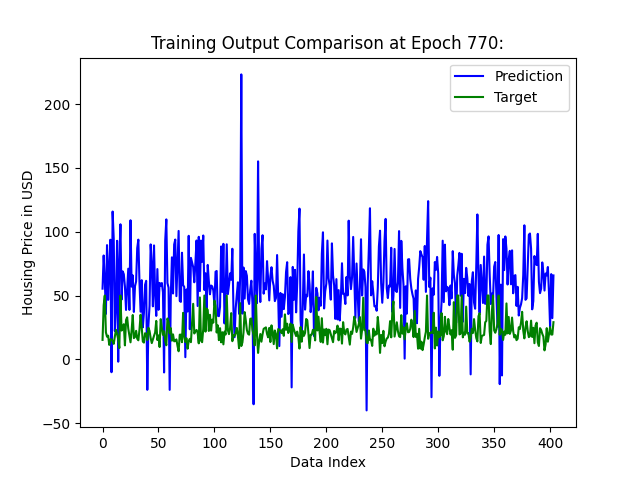 Training Output Comparison at Epoch 770:
Prediction
Target
Housing Price in USD
200
150
100
50
0
−50
0 50 100 150 200 250 300 350 400
Data Index